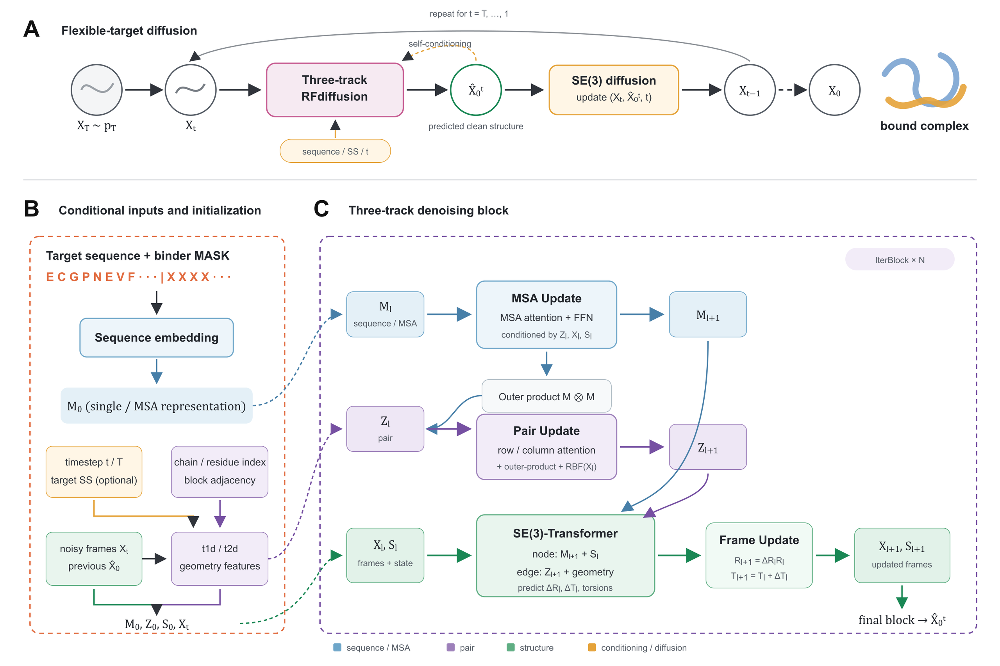 repeat for t = T, …, 1
A
Flexible-target diffusion
self-conditioning
Three-track
RFdiffusion
X̂₀ᵗ
SE(3) diffusion
update (Xₜ, X̂₀ᵗ, t)
Xₜ₋₁
X₀
X_T ~ p_T
Xₜ
predicted clean structure
bound complex
sequence / SS / t
B
Conditional inputs and initialization
Target sequence + binder MASK
E C G P N E V F · · · | X X X X · · ·
Sequence embedding
M₀ (single / MSA representation)
timestep t / T
target SS (optional)
chain / residue index
block adjacency
noisy frames Xₜ
previous X̂₀
t1d / t2d
geometry features
M₀, Z₀, S₀, Xₜ
C
Three-track denoising block
IterBlock × N
Mₗ
sequence / MSA
MSA Update
MSA attention + FFN
conditioned by Zₗ, Xₗ, Sₗ
Mₗ₊₁
Outer product M ⊗ M
Zₗ
pair
Pair Update
row / column attention
+ outer-product + RBF(Xₗ)
Zₗ₊₁
Xₗ, Sₗ
frames + state
SE(3)-Transformer
node: Mₗ₊₁ + Sₗ
edge: Zₗ₊₁ + geometry
predict ΔRₗ, ΔTₗ, torsions
Frame Update
Rₗ₊₁ = ΔRₗRₗ
Tₗ₊₁ = Tₗ + ΔTₗ
Xₗ₊₁, Sₗ₊₁
updated frames
final block → X̂₀ᵗ
sequence / MSA
pair
structure
conditioning / diffusion